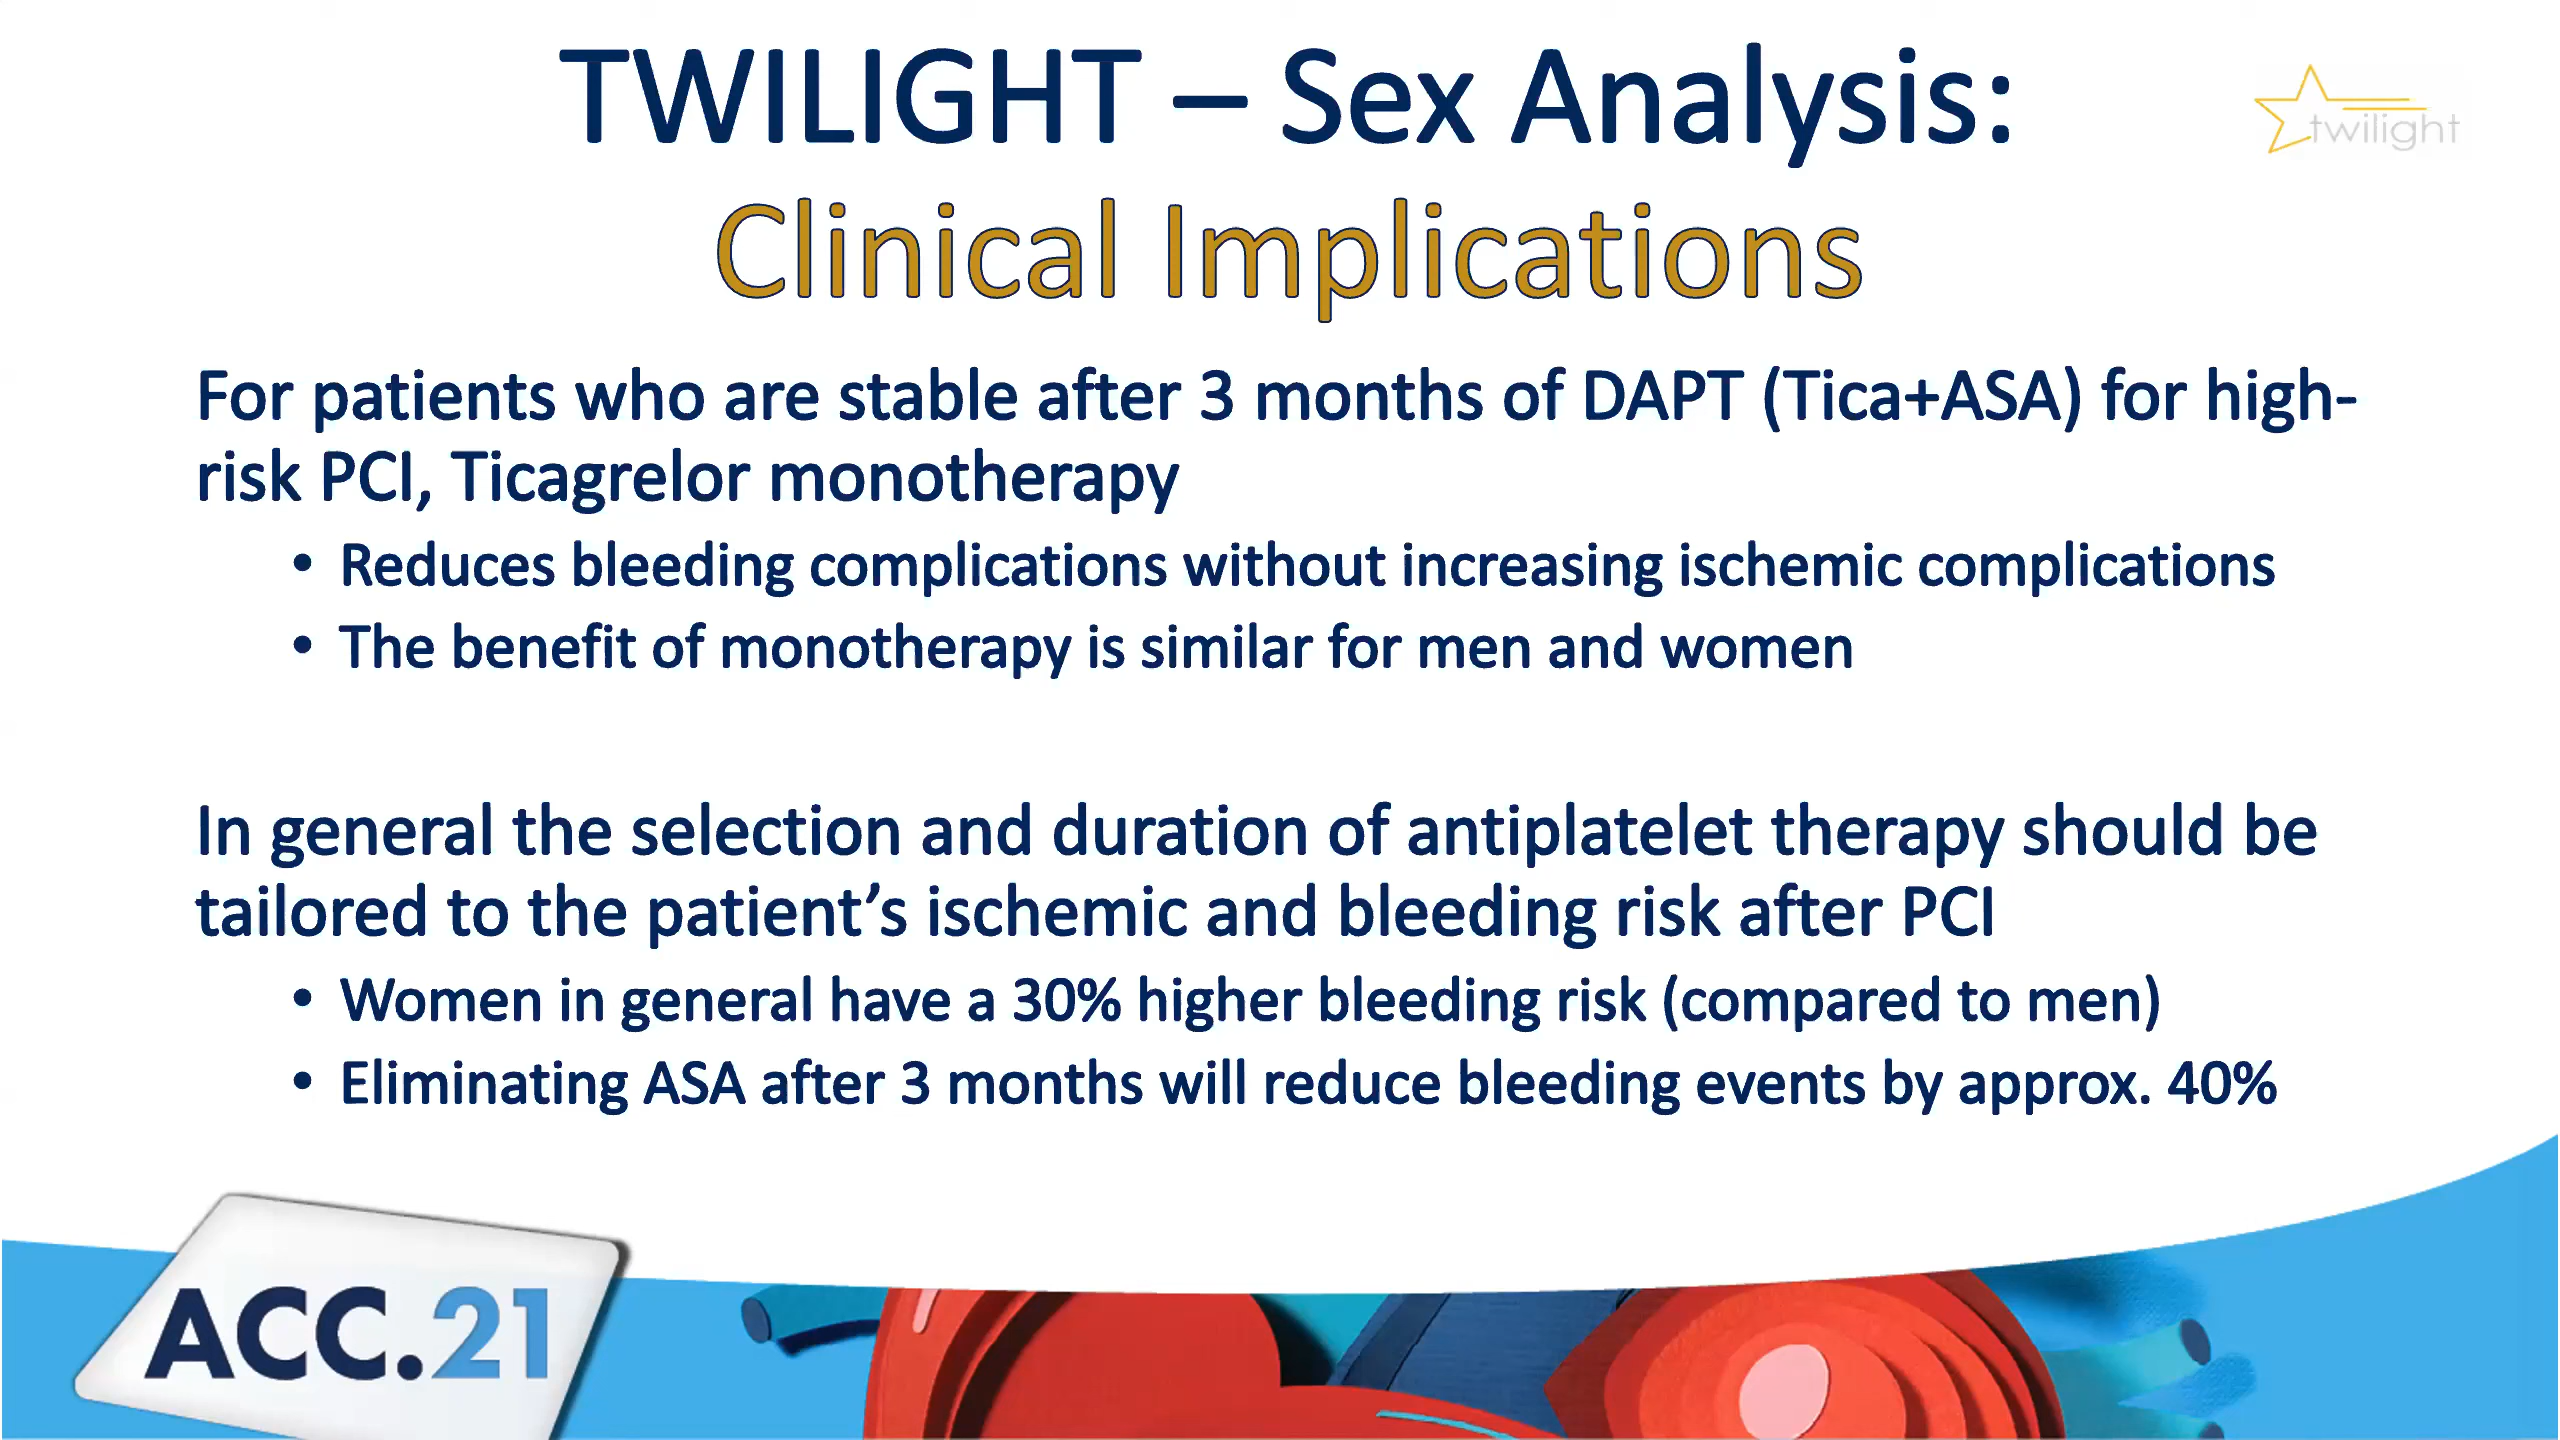 TWILIGHT – Sex Analysis:
twilight
Clinical Implications
For patients who are stable after 3 months of DAPT (Tica+ASA) for high-
risk PCI, Ticagrelor monotherapy
• Reduces bleeding complications without increasing ischemic complications
• The benefit of monotherapy is similar for men and women
In general the selection and duration of antiplatelet therapy should be
tailored to the patient’s ischemic and bleeding risk after PCI
• Women in general have a 30% higher bleeding risk (compared to men)
• Eliminating ASA after 3 months will reduce bleeding events by approx. 40%
ACC.21